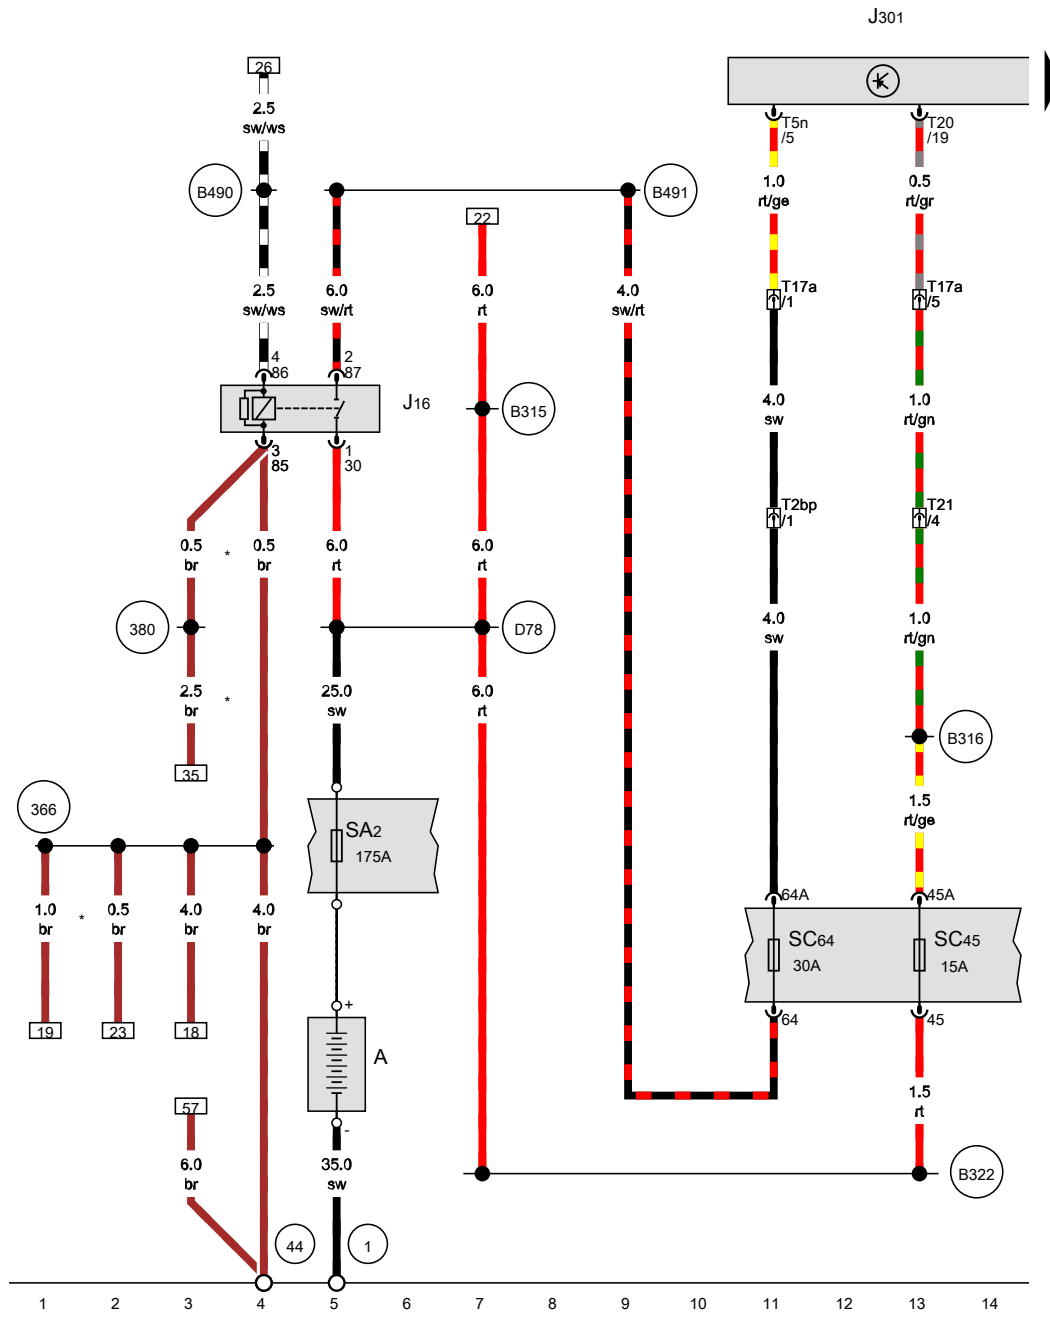 J301
26
2.5
sw/ws
T5n
/5
T20
/19
1.0
rt/ge
0.5
rt/gr
B490
B491
22
2.5
sw/ws
6.0
sw/rt
6.0
rt
4.0
sw/rt
T17a
/1
T17a
/5
4
86
2
87
J16
B315
4.0
sw
1.0
rt/gn
3
85
1
30
T2bp
/1
T21
/4
0.5
br
*
0.5
br
6.0
rt
6.0
rt
380
D78
4.0
sw
1.0
rt/gn
2.5
br
*
25.0
sw
6.0
rt
B316
35
366
1.5
rt/ge
SA2
175A
64A
45A
1.0
br
*
0.5
br
4.0
br
4.0
br
SC64
30A
SC45
15A
+
64
45
19
23
18
A
57
-
1.5
rt
6.0
br
35.0
sw
B322
44
1
1 2 3 4 5 6 7 8 9 10 11 12 13 14